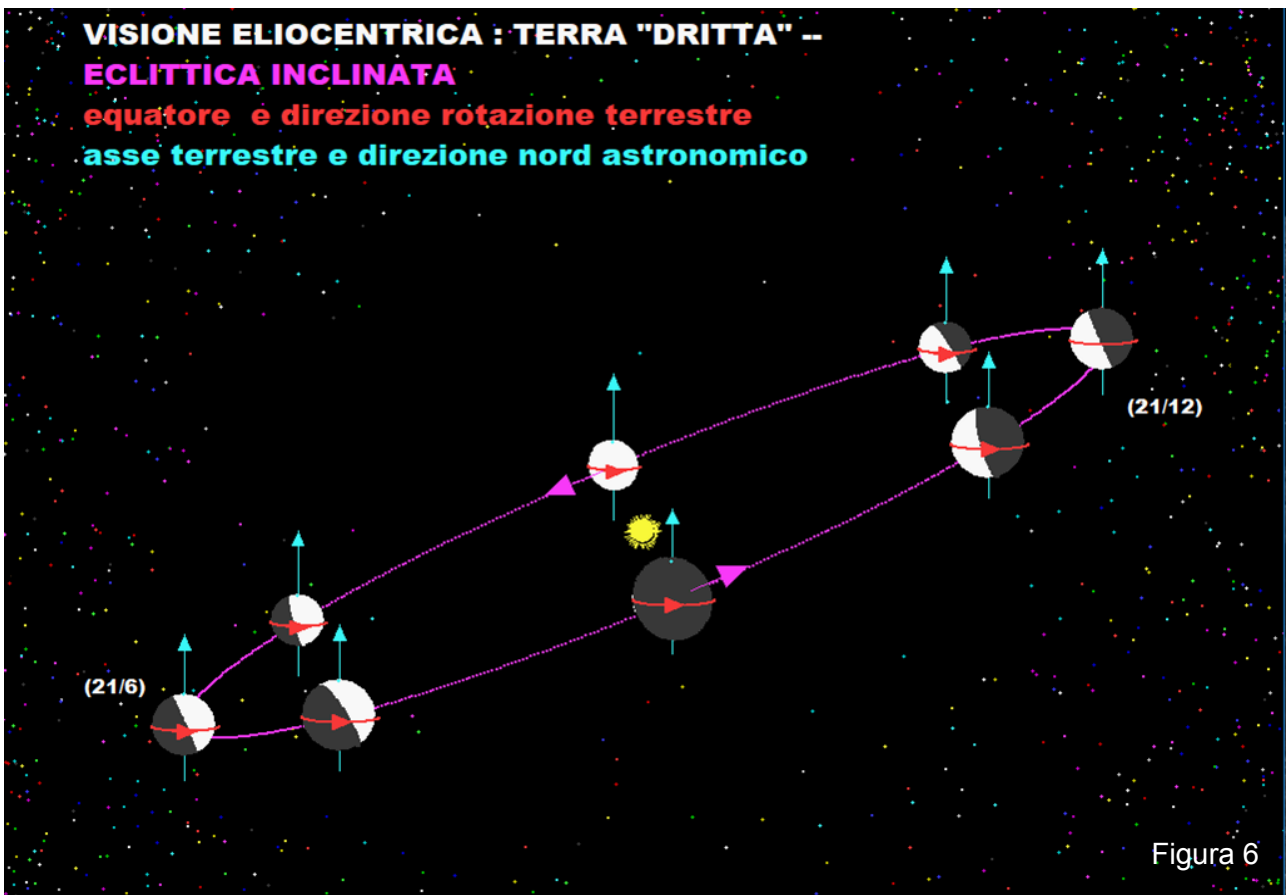 VISIONE ELIOCENTRICA : TERRA "DRITTA" --
ECLITTICA INCLINATA
equatore e direzione rotazione terrestre
asse terrestre e direzione nord astronomico
(21/12)
(21/6)
Figura 6